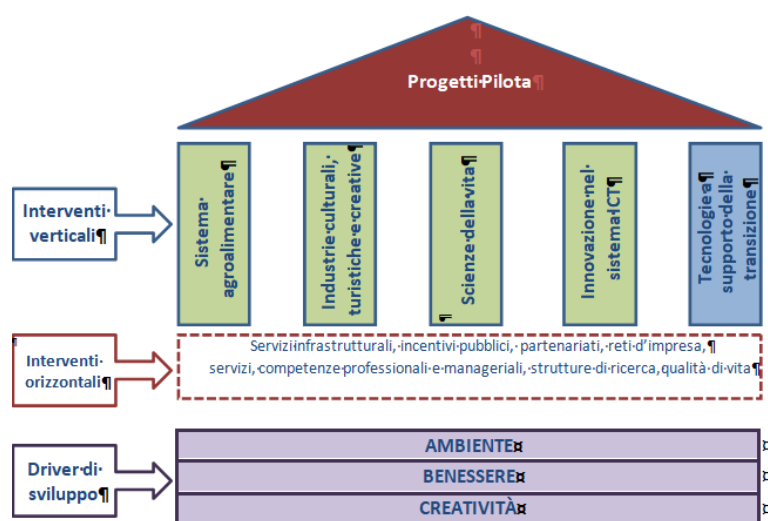 Progetti Pilota
Interventi
verticali
Sistema
agroalimentare
Industrie culturali,
turistiche e creative
Scienze della vita
Innovazione nel
sistema ICT
Tecnologie a
supporto della
transizione
Interventi
orizzontali
Servizi infrastrutturali, incentivi pubblici, partenariati, reti d'impresa,
servizi, competenze professionali e manageriali, strutture di ricerca, qualità di vita
Driver di
sviluppo
AMBIENTE
BENESSERE
CREATIVITÀ